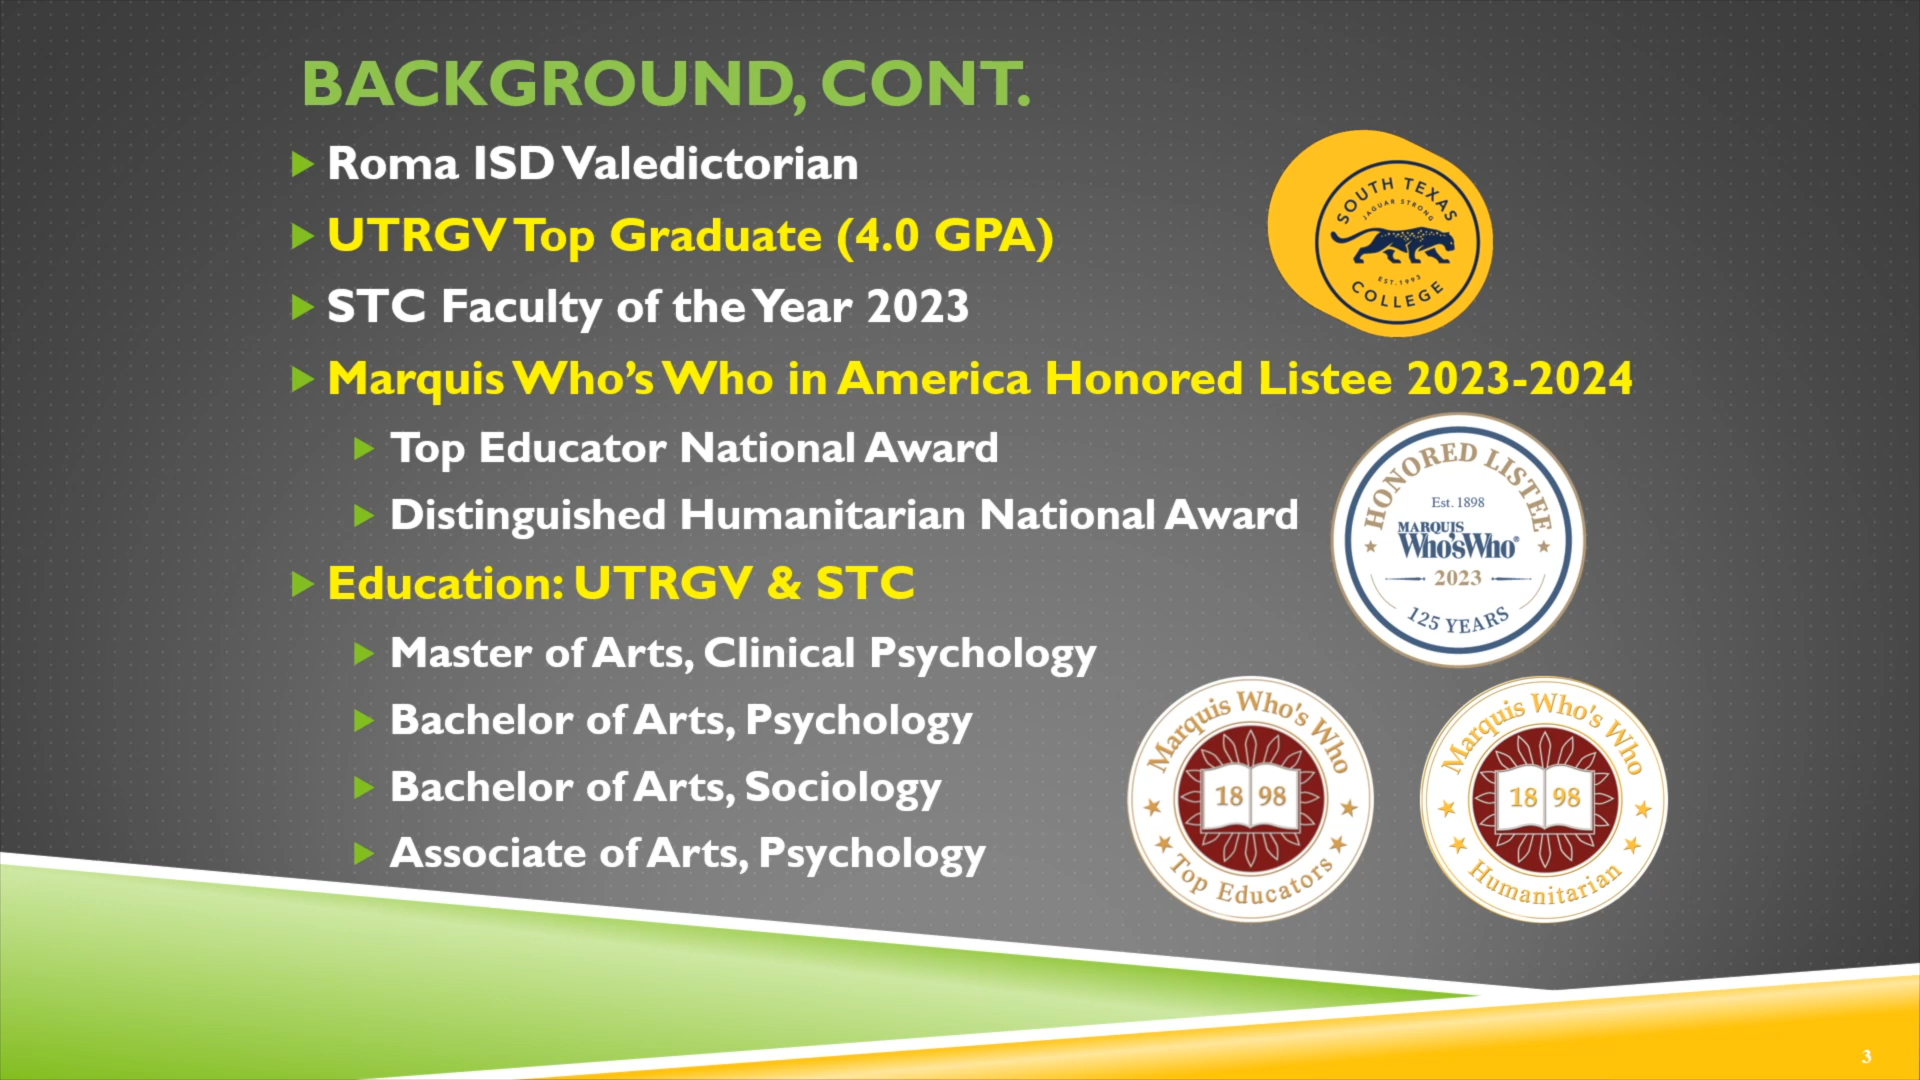 BACKGROUND, CONT.
Roma ISD Valedictorian
UTRGV Top Graduate (4.0 GPA)
STC Faculty of the Year 2023
Marquis Who's Who in America Honored Listee 2023-2024
Top Educator National Award
Distinguished Humanitarian National Award
Education: UTRGV & STC
Master of Arts, Clinical Psychology
Bachelor of Arts, Psychology
Bachelor of Arts, Sociology
Associate of Arts, Psychology
SOUTH TEXAS
JAGUAR STRONG
EST. 1993
COLLEGE
HONORED LISTEE
Est. 1898
MARQUIS
Who'sWho®
2023
125 YEARS
Marquis Who's Who
18 98
Top Educators
Marquis Who's Who
18 98
Humanitarian
3